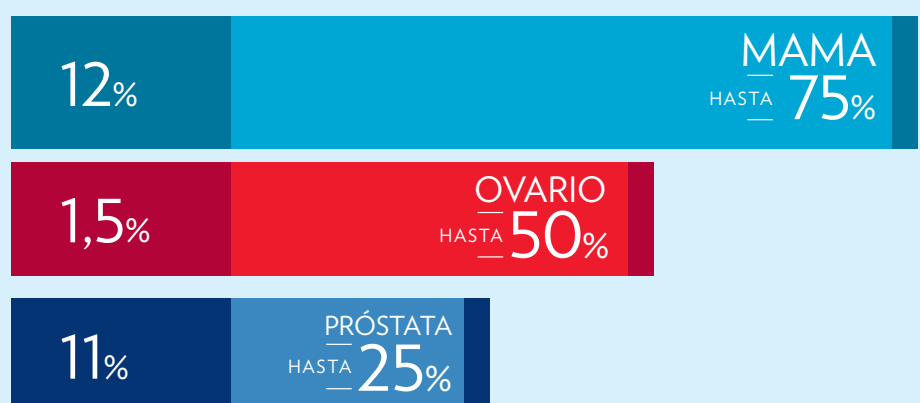 12%
MAMA
HASTA 75%
1,5%
OVARIO
HASTA 50%
11%
PRÓSTATA
HASTA 25%